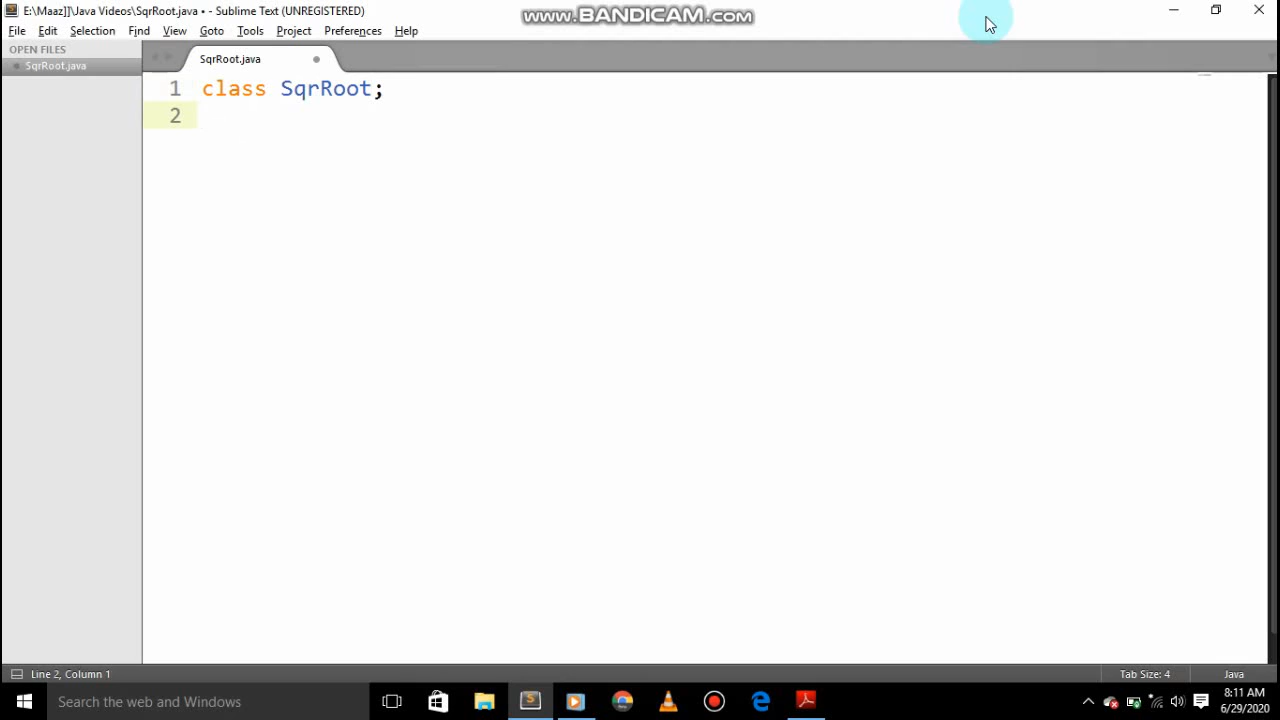 E:\Maaz]]\Java Videos\SqrRoot.java • - Sublime Text (UNREGISTERED)
www.BANDICAM.com
File Edit Selection Find View Goto Tools Project Preferences Help
OPEN FILES
SqrRoot.java
SqrRoot.java
1 class SqrRoot;
2
Line 2, Column 1
Tab Size: 4
Java
Search the web and Windows
8:11 AM
6/29/2020